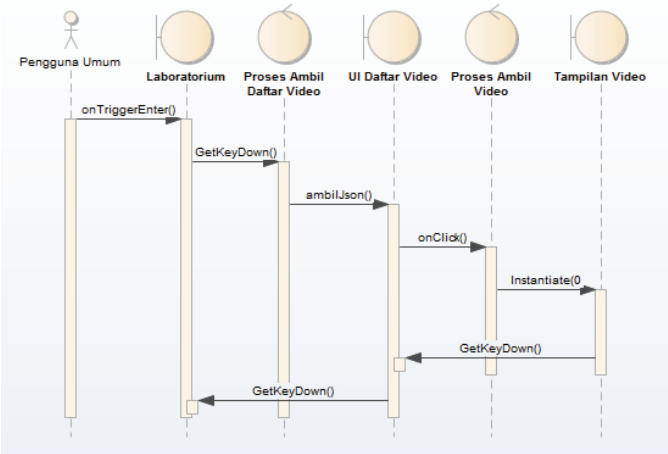 Pengguna Umum
Laboratorium
Proses Ambil
Daftar Video
UI Daftar Video
Proses Ambil
Video
Tampilan Video
onTriggerEnter()
GetKeyDown()
ambilJson()
onClick()
Instantiate(0
GetKeyDown()
GetKeyDown()